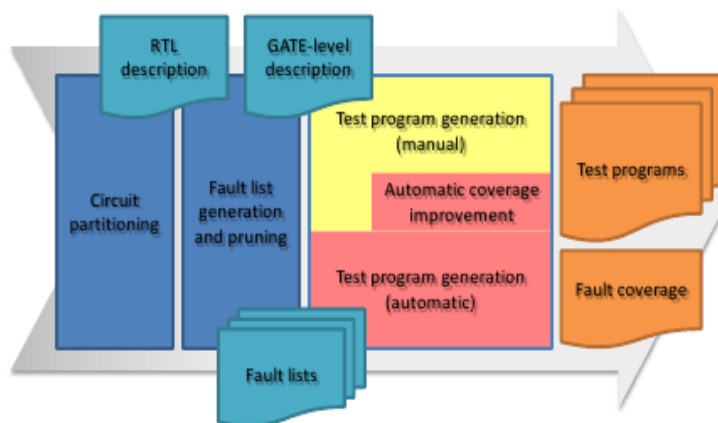 RTL
description
GATE-level
description
Circuit
partitioning
Fault list
generation
and pruning
Test program generation
(manual)
Automatic coverage
improvement
Test program generation
(automatic)
Test programs
Fault coverage
Fault lists